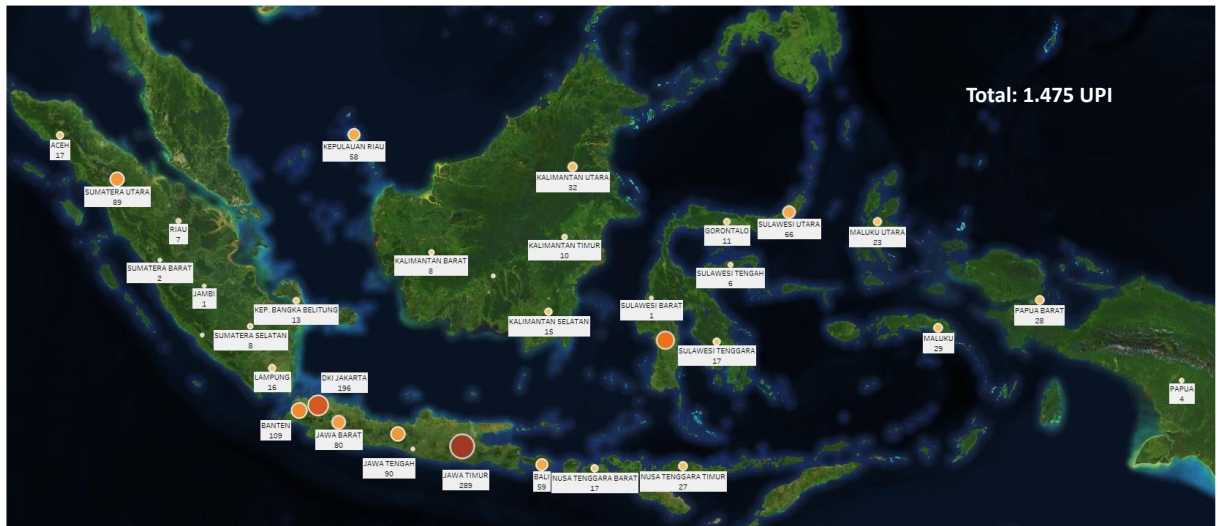 Total: 1.475 UPI
ACEH
17
KEPULAUAN RIAU
58
SUMATERA UTARA
89
KALIMANTAN UTARA
32
RIAU
7
GORONTALO
11
SULAWESI UTARA
66
MALUKU UTARA
23
KALIMANTAN BARAT
8
KALIMANTAN TIMUR
10
SUMATERA BARAT
2
SULAWESI TENGAH
6
JAMBI
1
KEP. BANGKA BELITUNG
13
SULAWESI BARAT
1
PAPUA BARAT
28
SUMATERA SELATAN
8
KALIMANTAN SELATAN
15
SULAWESI TENGGARA
17
MALUKU
29
LAMPUNG
16
DKI JAKARTA
196
PAPUA
4
BANTEN
109
JAWA BARAT
80
JAWA TENGAH
90
JAWA TIMUR
289
BALI
59
NUSA TENGGARA BARAT
17
NUSA TENGGARA TIMUR
27